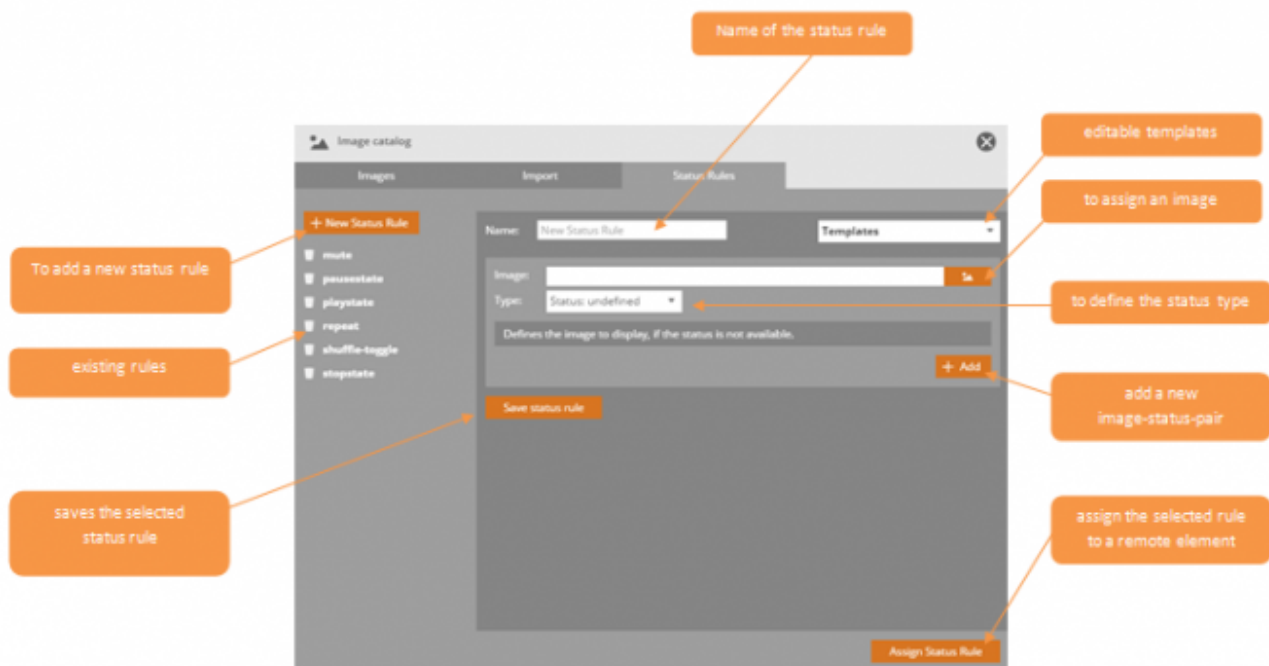 Name of the status rule
editable templates
Image catalog
to assign an image
Images
Import
Status Rules
+ New Status Rule
Name:
New Status Rule
Templates
To add a new status rule
mute
pausestate
playstate
repeat
shuffle-toggle
stopstate
Image:
Type:
Status: undefined
to define the status type
Defines the image to display, if the status is not available.
existing rules
+ Add
add a new
image-status-pair
Save status rule
saves the selected
status rule
assign the selected rule
to a remote element
Assign Status Rule